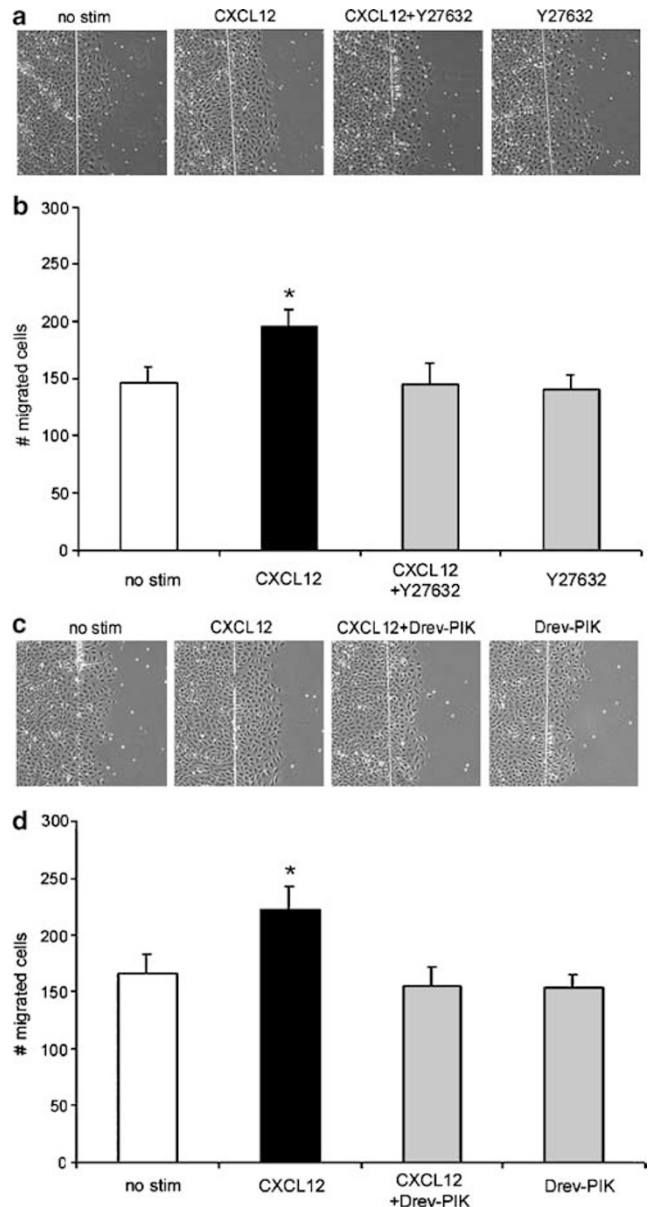 a
no stim CXCL12 CXCL12+Y27632 Y27632
b
300
250
200
150
100
50
0
# migrated cells
*
no stim CXCL12 CXCL12 +Y27632 Y27632
c
no stim CXCL12 CXCL12+Drev-PIK Drev-PIK
d
300
250
200
150
100
50
0
# migrated cells
*
no stim CXCL12 CXCL12 +Drev-PIK Drev-PIK